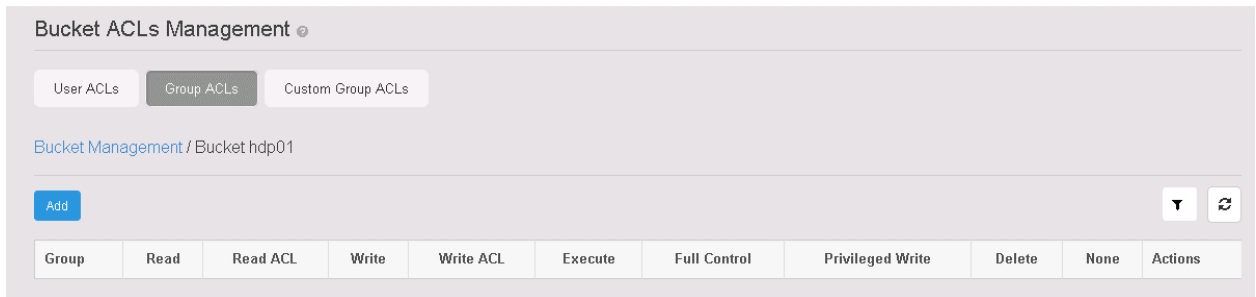 Bucket ACLs Management
User ACLs Group ACLs Custom Group ACLs
Bucket Management / Bucket hdp01
Add
Group Read Read ACL Write Write ACL Execute Full Control Privileged Write Delete None Actions